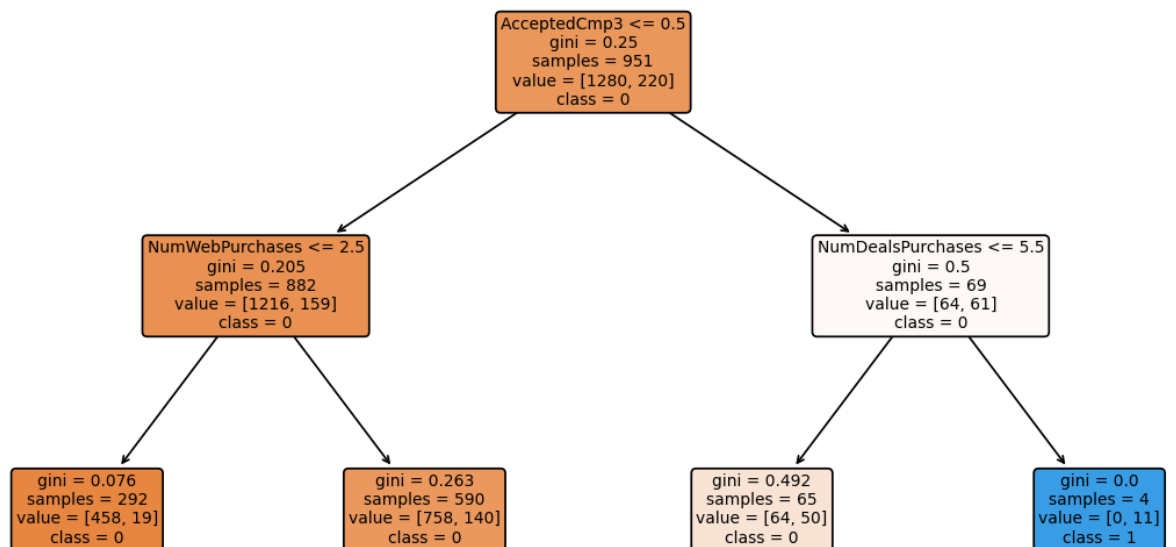 AcceptedCmp3 <= 0.5
gini = 0.25
samples = 951
value = [1280, 220]
class = 0
NumWebPurchases <= 2.5
gini = 0.205
samples = 882
value = [1216, 159]
class = 0
NumDealsPurchases <= 5.5
gini = 0.5
samples = 69
value = [64, 61]
class = 0
gini = 0.076
samples = 292
value = [458, 19]
class = 0
gini = 0.263
samples = 590
value = [758, 140]
class = 0
gini = 0.492
samples = 65
value = [64, 50]
class = 0
gini = 0.0
samples = 4
value = [0, 11]
class = 1